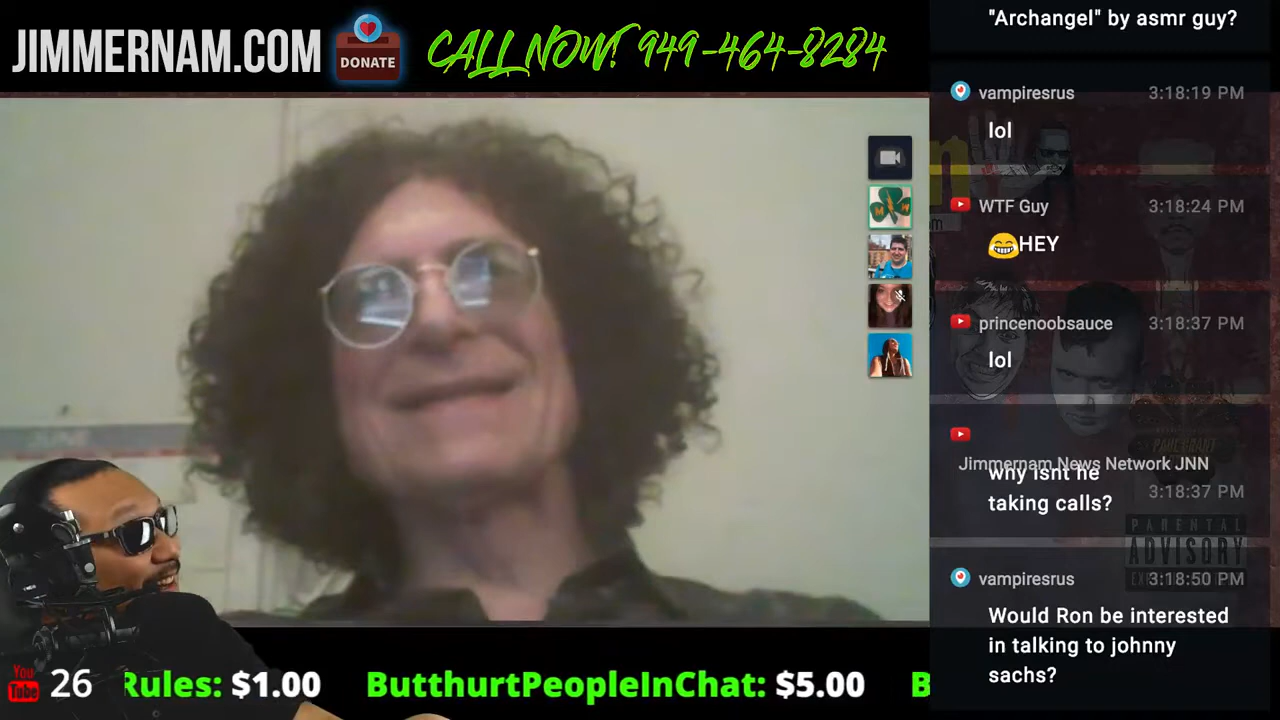 JIMMERNAM.COM
DONATE
CALL NOW! 949-464-8284
"Archangel" by asmr guy?
vampiresrus 3:18:19 PM
lol
WTF Guy 3:18:24 PM
😂HEY
princenoobsauce 3:18:37 PM
lol
Jimmernam News Network JNN
why isnt he
3:18:37 PM
taking calls?
PARENTAL
ADVISORY
vampiresrus 3:18:50 PM
Would Ron be interested
in talking to johnny
sachs?
You
Tube
26 Rules: $1.00 ButthurtPeopleInChat: $5.00 B